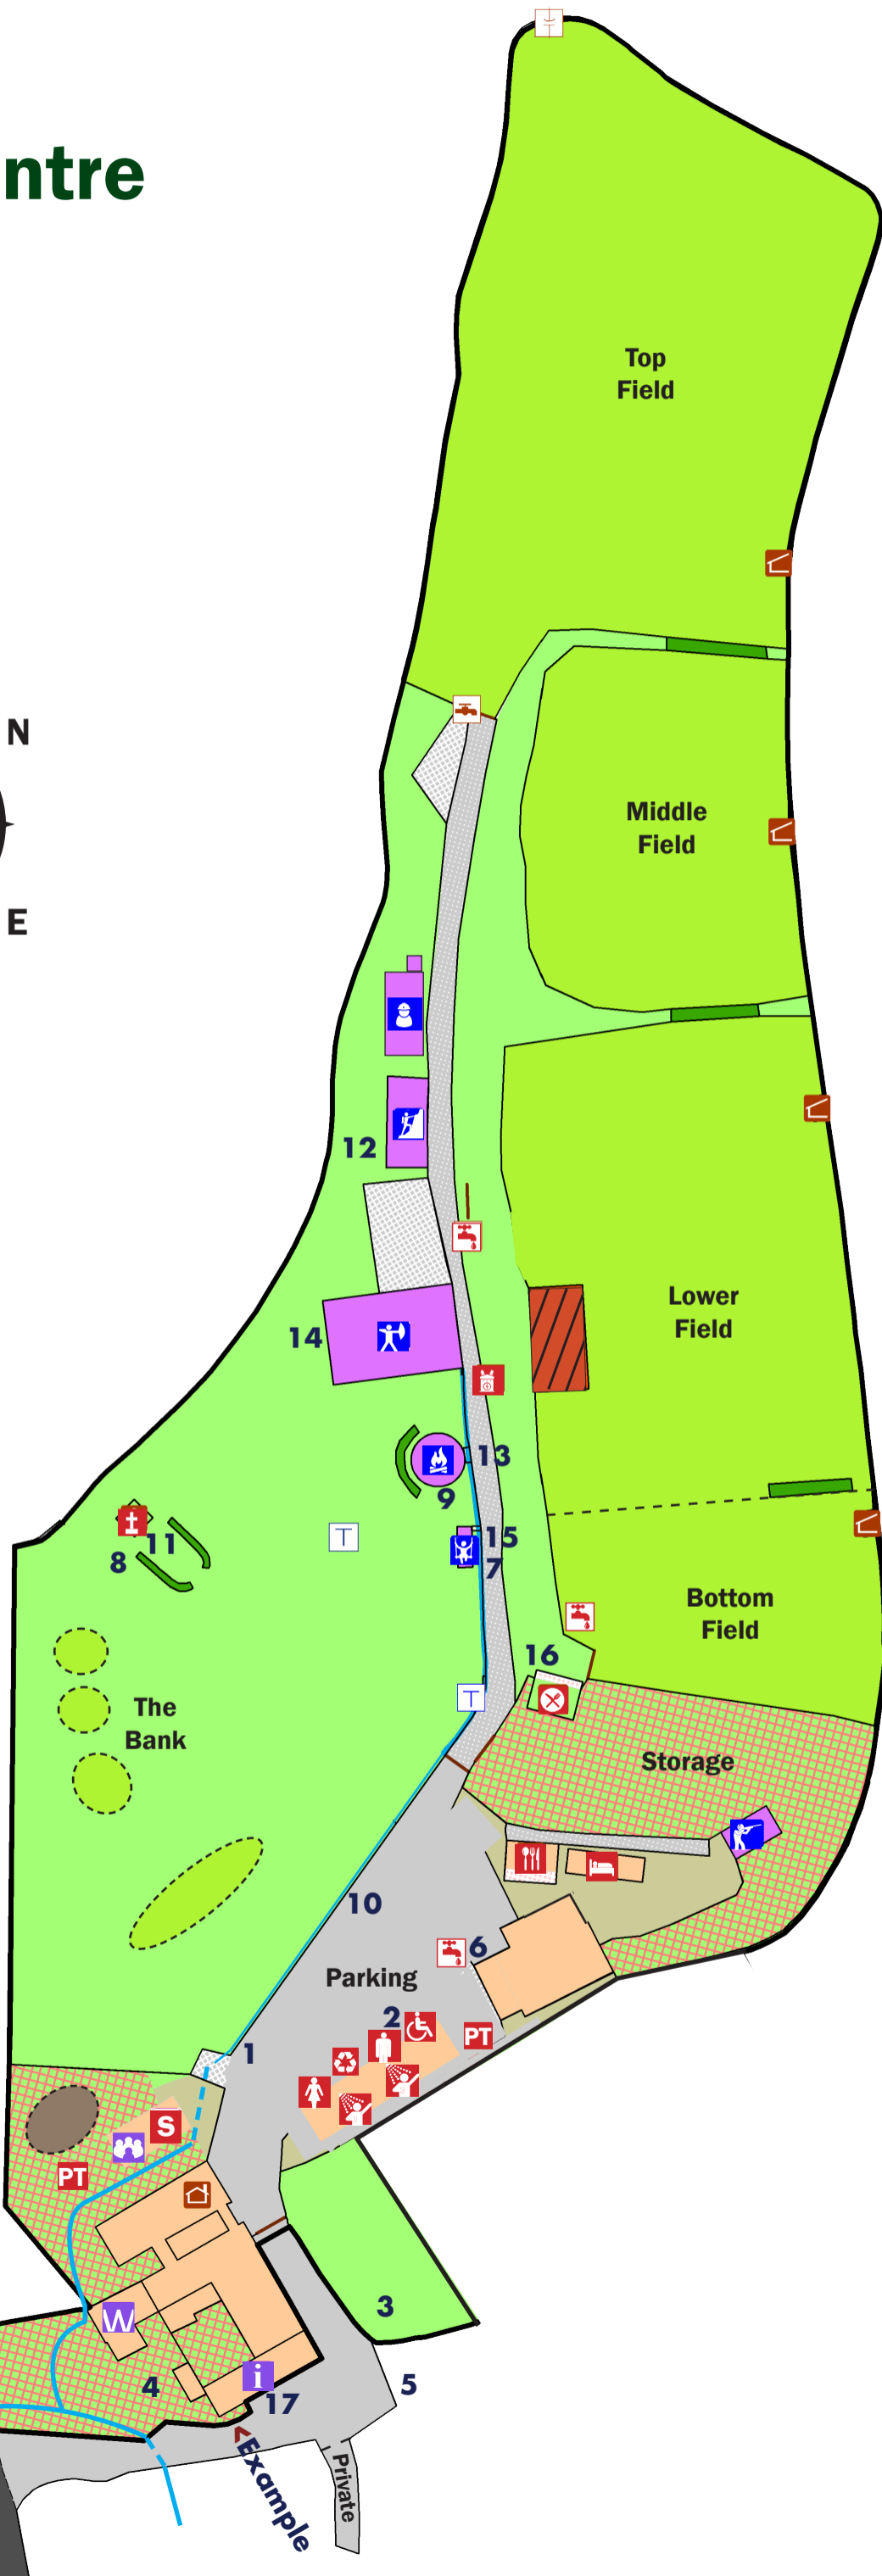 ntre
Top
Field
N
Middle
Field
E
12
Lower
Field
14
13
9
15
T
11
8
7
Bottom
Field
16
T
The
Bank
Storage
10
6
Parking
2
PT
1
S
PT
3
W
4
i
5
17
<Example
Private